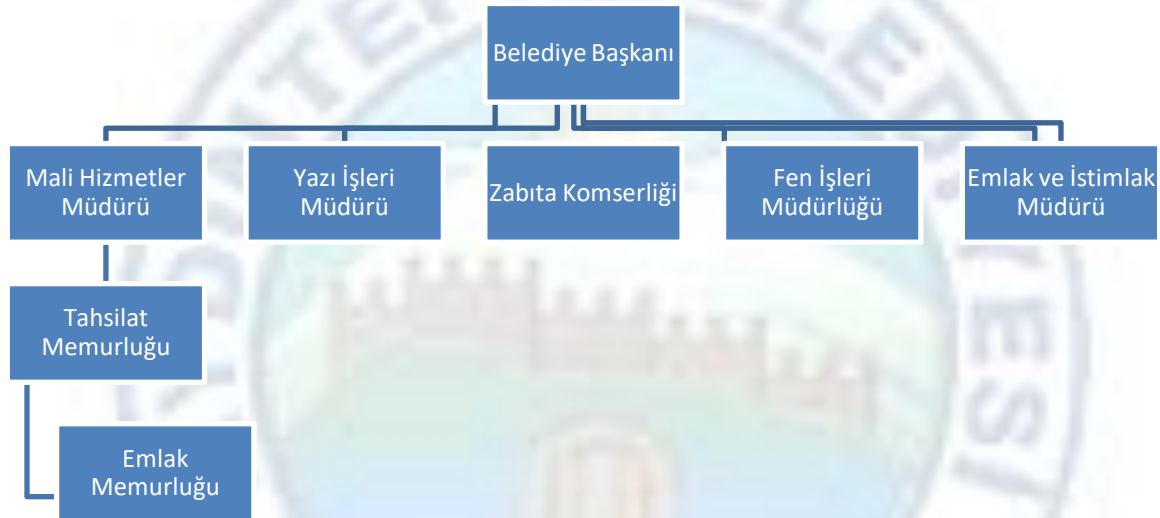 Belediye Başkanı
Mali Hizmetler
Müdürü
Yazı İşleri
Müdürü
Zabıta Komserliği
Fen İşleri
Müdürlüğü
Emlak ve İstimlak
Müdürü
Tahsilat
Memurluğu
Emlak
Memurluğu